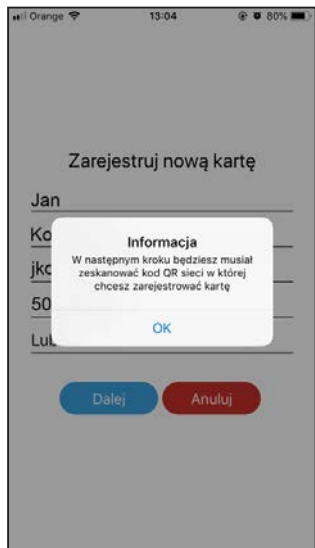 Orange 13:04 80%
Zarejestruj nową kartę
Jan
Ko
Informacja
W następnym kroku będziesz musiał
zeskanować kod QR sieci w której
chcesz zarejestrować kartę
OK
jkc
50
Lub
Dalej Anuluj